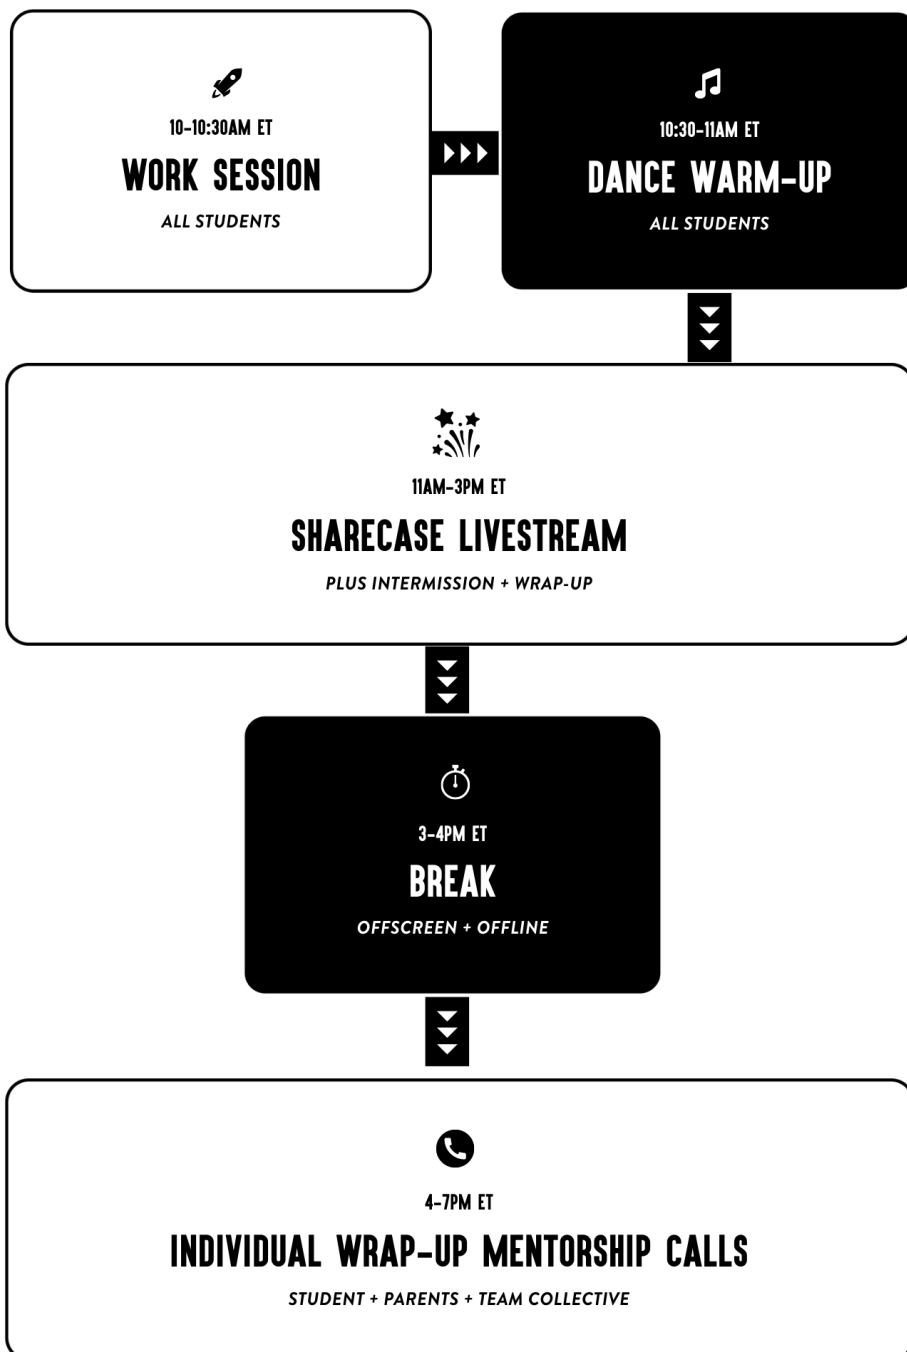 10-10:30AM ET
WORK SESSION
ALL STUDENTS
10:30-11AM ET
DANCE WARM-UP
ALL STUDENTS
11AM-3PM ET
SHARECASE LIVESTREAM
PLUS INTERMISSION + WRAP-UP
3-4PM ET
BREAK
OFFSCREEN + OFFLINE
4-7PM ET
INDIVIDUAL WRAP-UP MENTORSHIP CALLS
STUDENT + PARENTS + TEAM COLLECTIVE